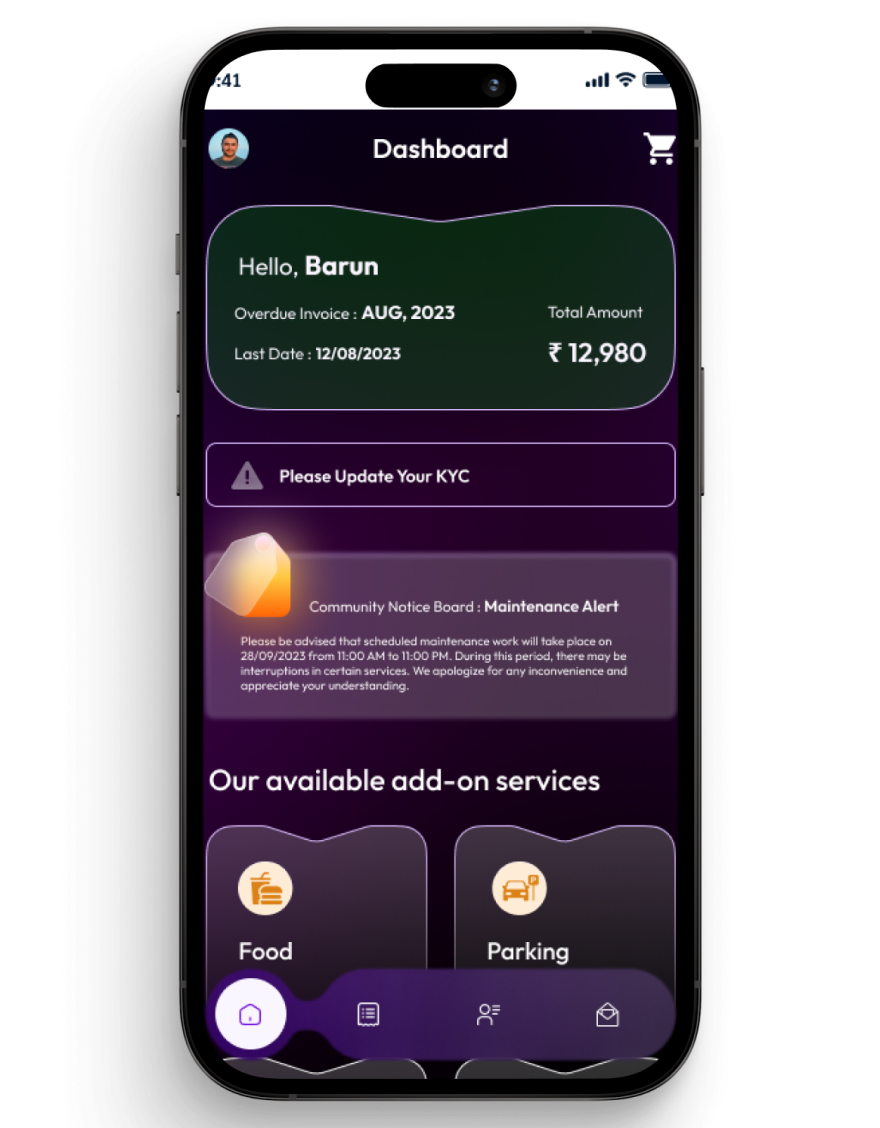 :41
Dashboard
Hello, Barun
Overdue Invoice : AUG, 2023
Total Amount
Last Date : 12/08/2023
₹ 12,980
Please Update Your KYC
Community Notice Board : Maintenance Alert
Please be advised that scheduled maintenance work will take place on
28/09/2023 from 11:00 AM to 11:00 PM. During this period, there may be
interruptions in certain services. We apologize for any inconvenience and
appreciate your understanding.
Our available add-on services
Food
Parking